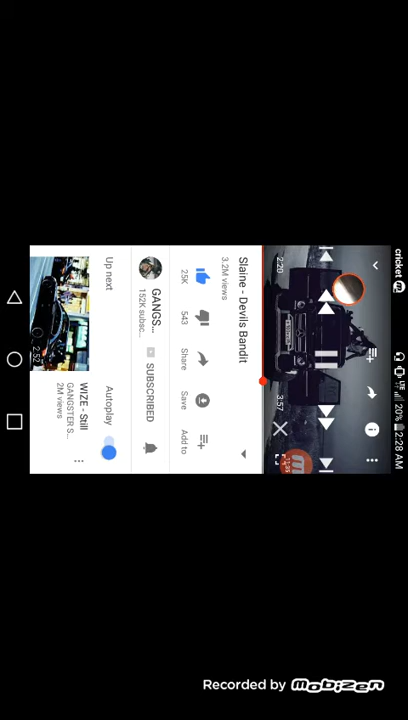 cricket
LTE
20%
2:28 AM
2:29
3:57
Slaine - Devils Bandit
3.2M views
25K
543
Share
Save
Add to
GANGS...
152K subsc...
SUBSCRIBED
Up next
Autoplay
2:52
WIZE - Still
GANGSTER S...
2M views
Recorded by Mobizen